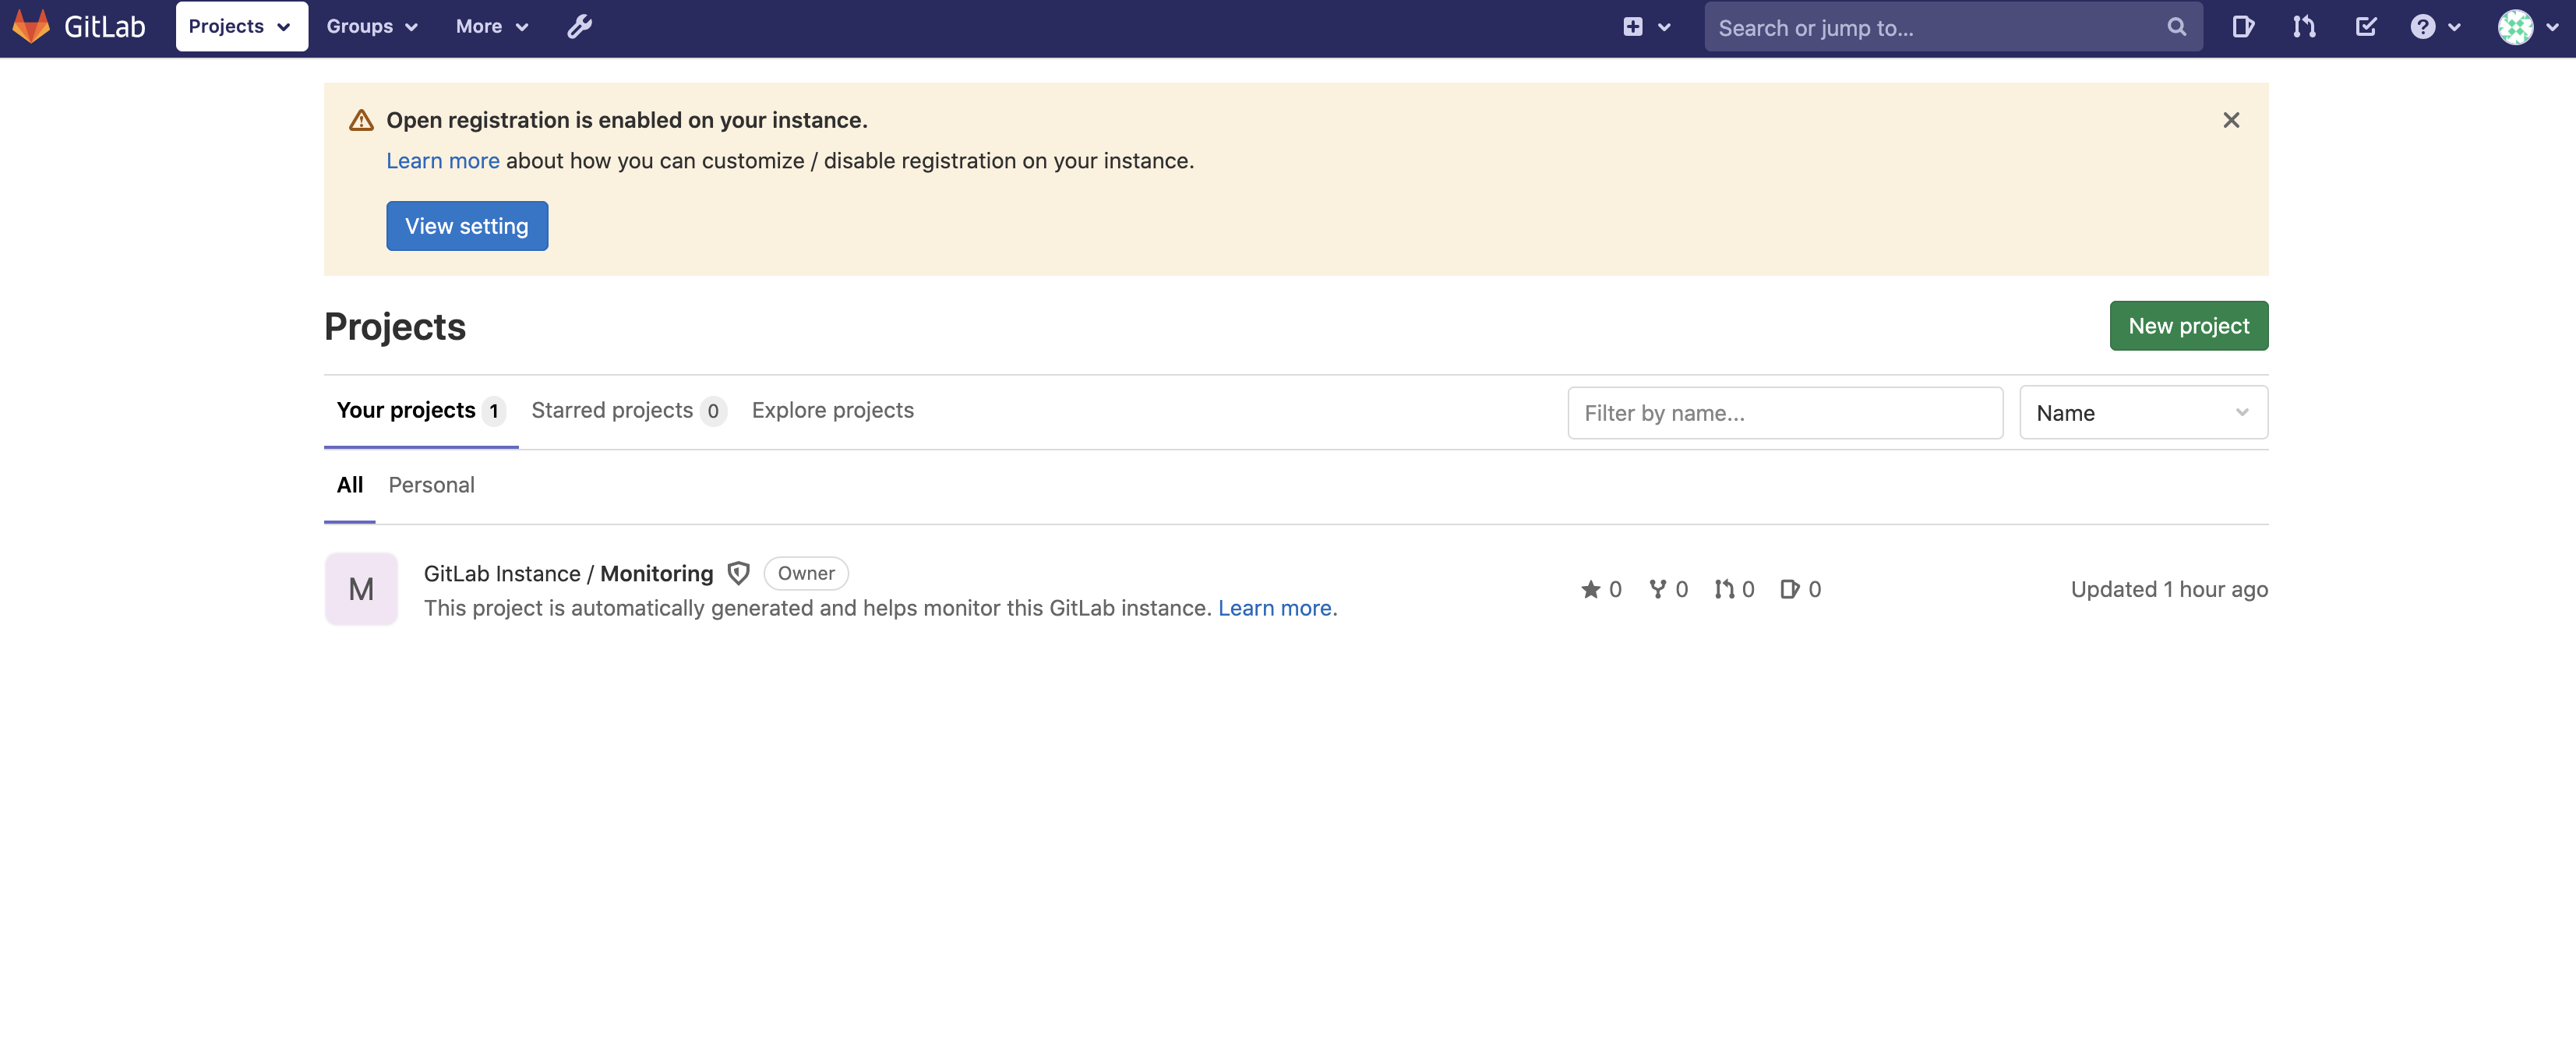 GitLab Projects Groups More Search or jump to...
Open registration is enabled on your instance.
Learn more about how you can customize / disable registration on your instance.
View setting
Projects New project
Your projects 1 Starred projects 0 Explore projects Filter by name... Name
All Personal
M GitLab Instance / Monitoring Owner
This project is automatically generated and helps monitor this GitLab instance. Learn more.
0 0 0 0 Updated 1 hour ago